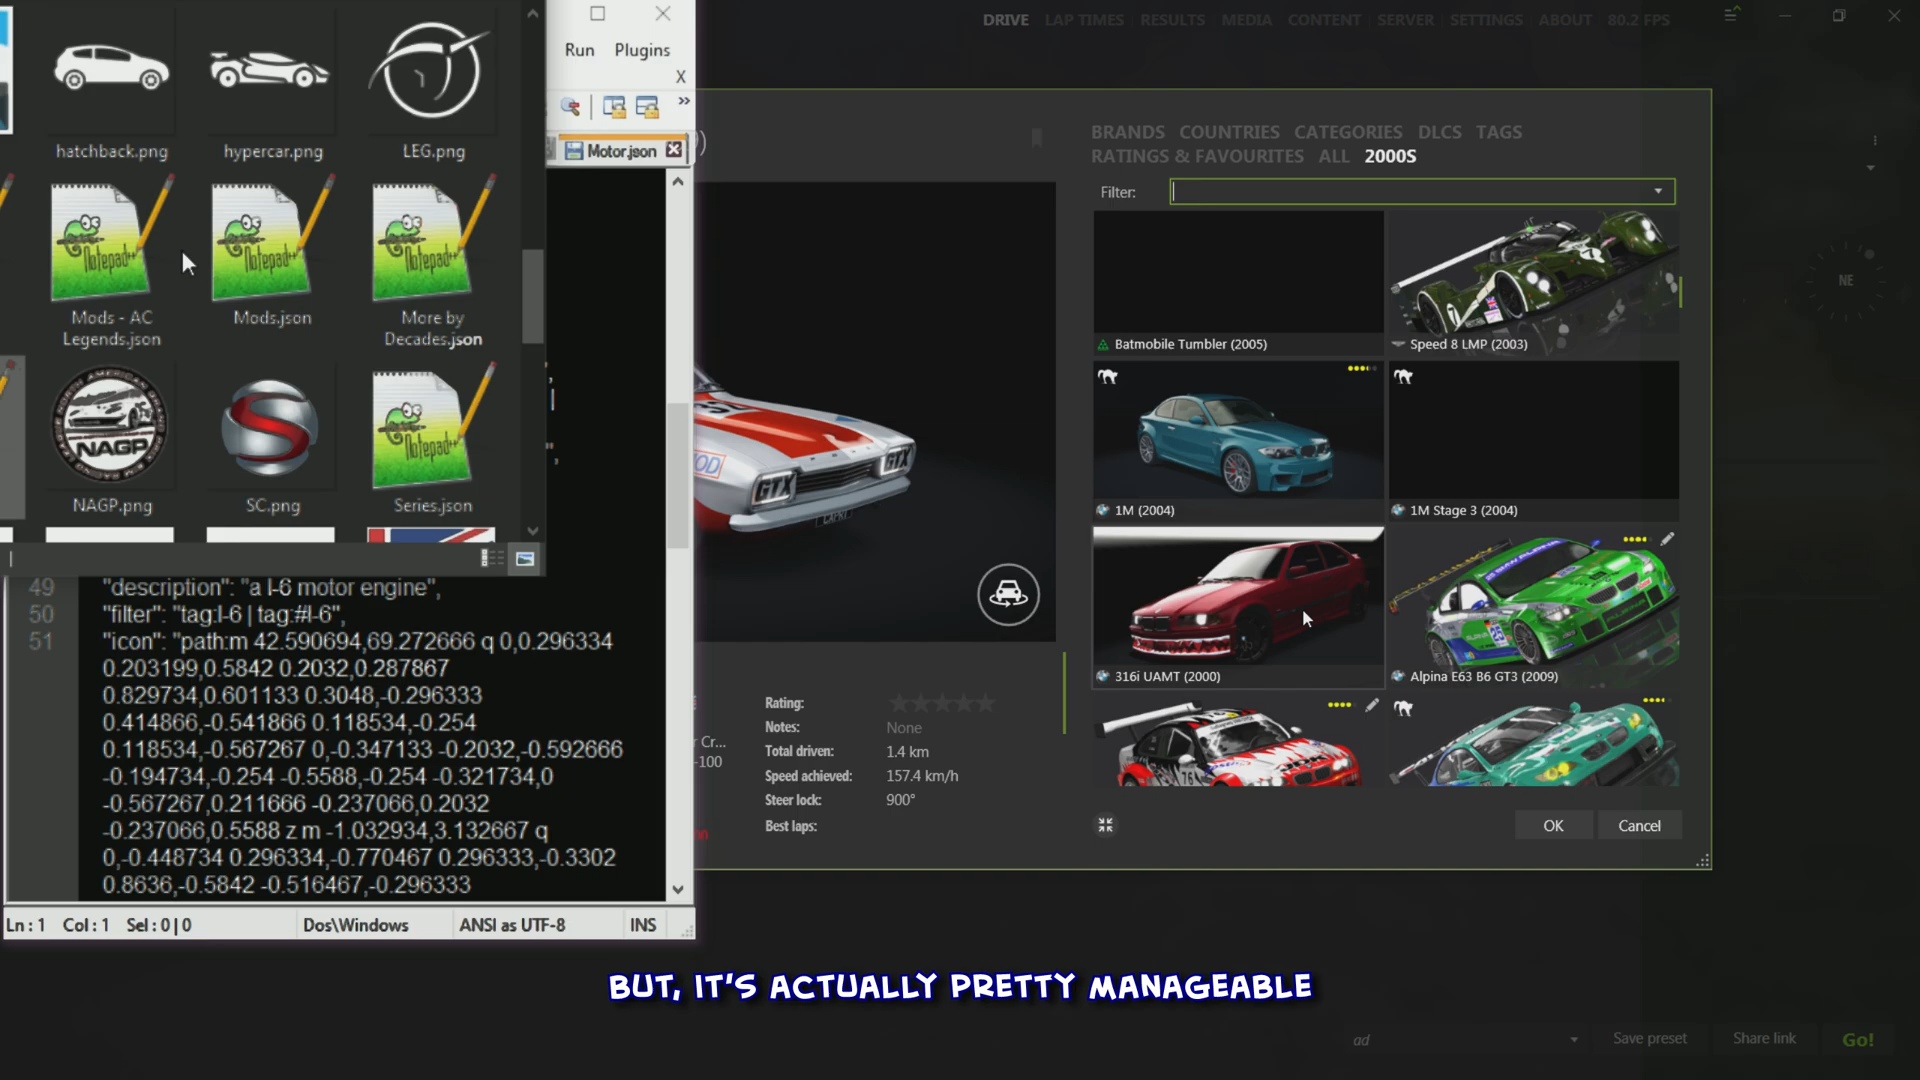 hatchback.png
hypercar.png
LEG.png
Mods - AC
Legends.json
Mods.json
More by
Decades.json
NAGP.png
SC.png
Series.json
Notepad++
Notepad++
Notepad++
Notepad++
NAGP
Run Plugins
X
Motor.json
49 "description": "a l-6 motor engine",
50 "filter": "tag:l-6 | tag:#l-6",
51 "icon": "path:m 42.590694,69.272666 q 0,0.296334
0.203199,0.5842 0.2032,0.287867
0.829734,0.601133 0.3048,-0.296333
0.414866,-0.541866 0.118534,-0.254
0.118534,-0.567267 0,-0.347133 -0.2032,-0.592666
-0.194734,-0.254 -0.5588,-0.254 -0.321734,0
-0.567267,0.211666 -0.237066,0.2032
-0.237066,0.5588 z m -1.032934,3.132667 q
0,-0.448734 0.296334,-0.770467 0.296333,-0.3302
0.8636,-0.5842 -0.516467,-0.296333
Ln : 1 Col : 1 Sel : 0 | 0 Dos\Windows ANSI as UTF-8 INS
DRIVE LAP TIMES RESULTS MEDIA CONTENT SERVER SETTINGS ABOUT 80.2 FPS
NE
GTX
GTX
CAPRI
r Cr...
-100
Rating:
Notes: None
Total driven: 1.4 km
Speed achieved: 157.4 km/h
Steer lock: 900°
Best laps:
BRANDS COUNTRIES CATEGORIES DLCS TAGS
RATINGS & FAVOURITES ALL 2000S
Filter:
Batmobile Tumbler (2005)
Speed 8 LMP (2003)
1M (2004)
1M Stage 3 (2004)
316i UAMT (2000)
Alpina E63 B6 GT3 (2009)
OK Cancel
BUT, IT'S ACTUALLY PRETTY MANAGEABLE
ad
Save preset Share link Go!